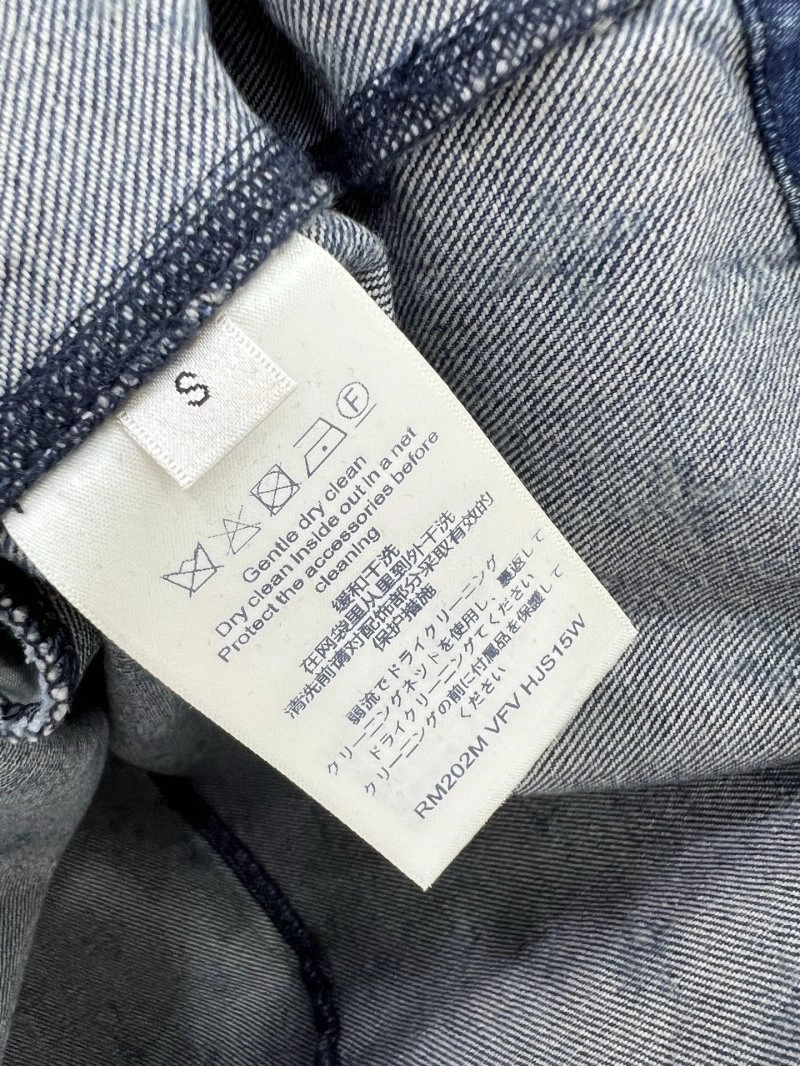 S
F
Gentle dry clean
Dry clean Inside out in a net
Protect the accessories before
cleaning
缓和干洗
在网袋里从里到外干洗
清洗前请对配饰部分采取有效的
保护措施
弱流でドライクリーニング
クリーニングネットを使用し、裏返して
ドライクリーニングてください
クリーニングの前に付属品を保護して
ください
RM202M VFV HJS15W